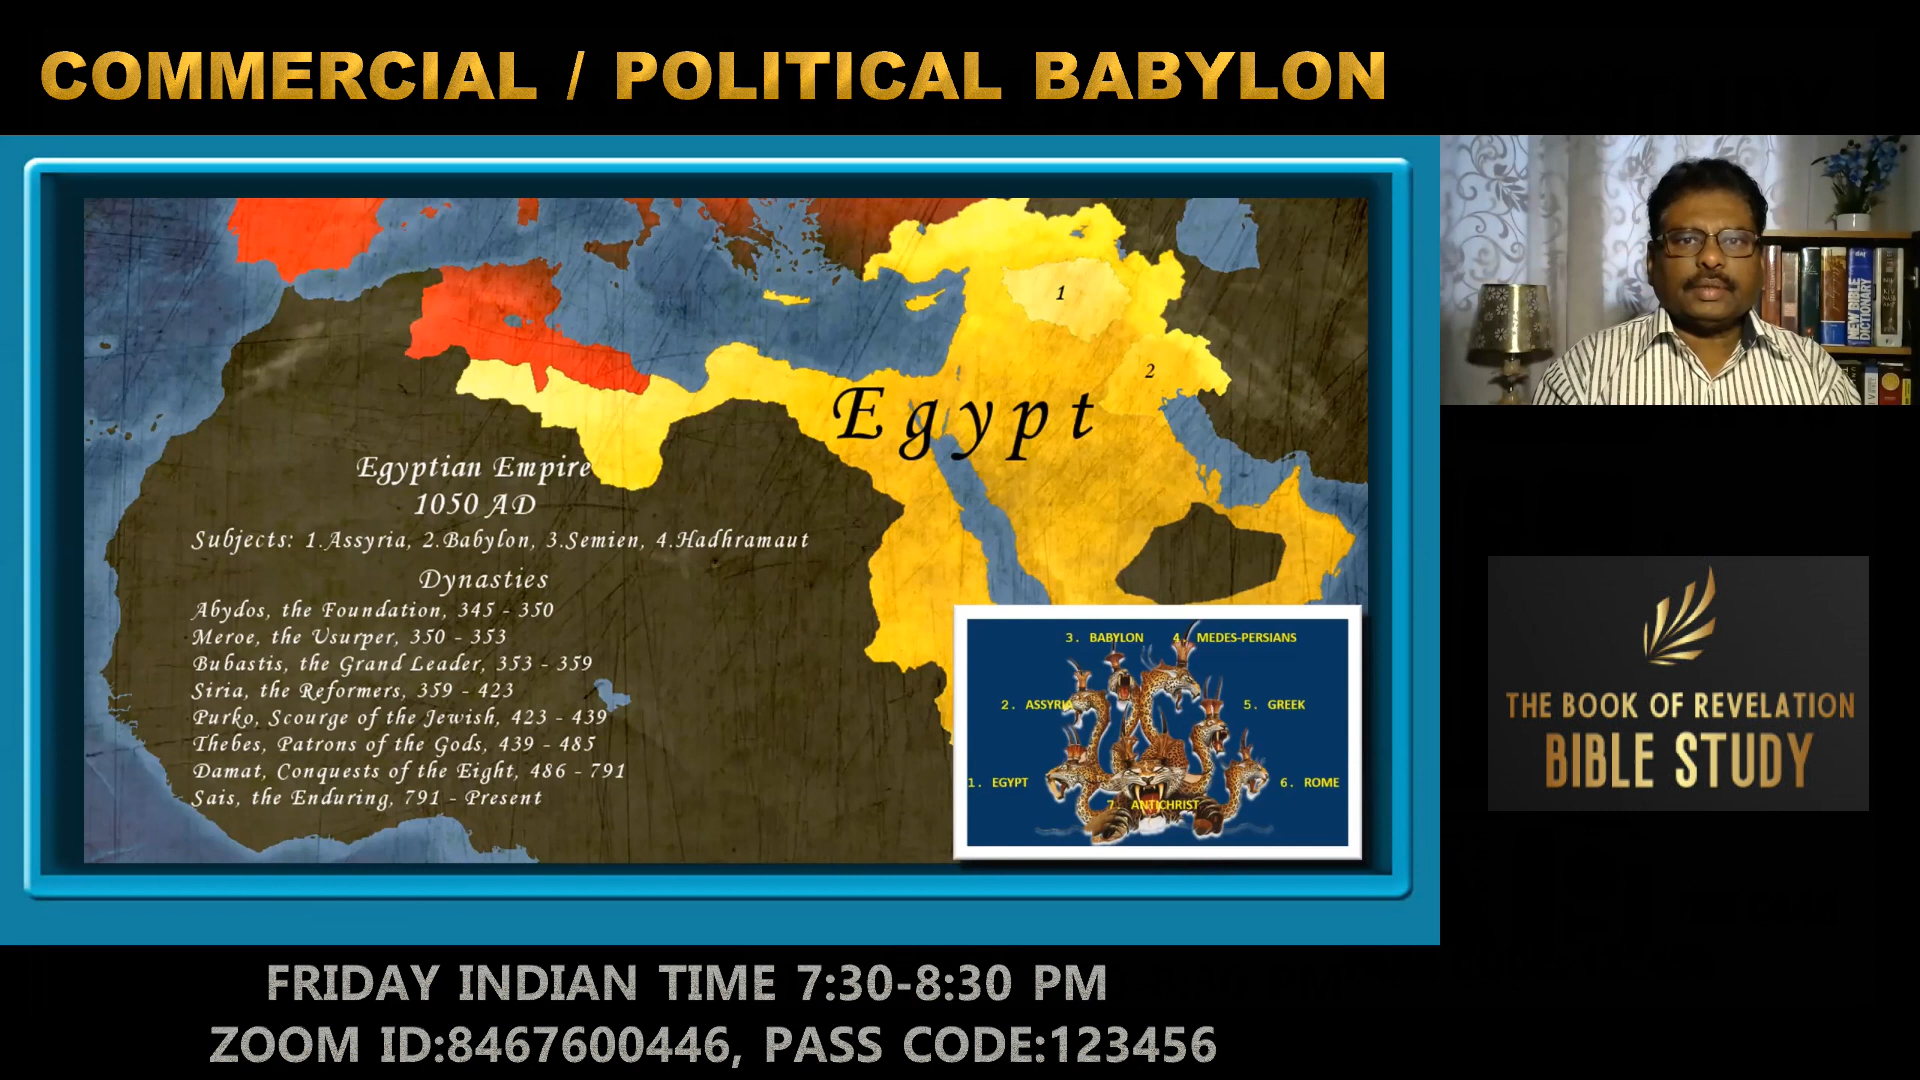 COMMERCIAL / POLITICAL BABYLON
Egypt
1
2
Egyptian Empire
1050 AD
Subjects: 1.Assyria, 2.Babylon, 3.Semien, 4.Hadhramaut
Dynasties
Abydos, the Foundation, 345 - 350
Meroe, the Usurper, 350 - 353
Bubastis, the Grand Leader, 353 - 359
Siria, the Reformers, 359 - 423
Purko, Scourge of the Jewish, 423 - 439
Thebes, Patrons of the Gods, 439 - 485
Damat, Conquests of the Eight, 486 - 791
Sais, the Enduring, 791 - Present
3. BABYLON 4. MEDES-PERSIANS
2. ASSYRIA 5. GREEK
1. EGYPT 6. ROME
7. ANTICHRIST
NEW BIBLE
DICTIONARY
THE BOOK OF REVELATION
BIBLE STUDY
FRIDAY INDIAN TIME 7:30-8:30 PM
ZOOM ID:8467600446, PASS CODE:123456